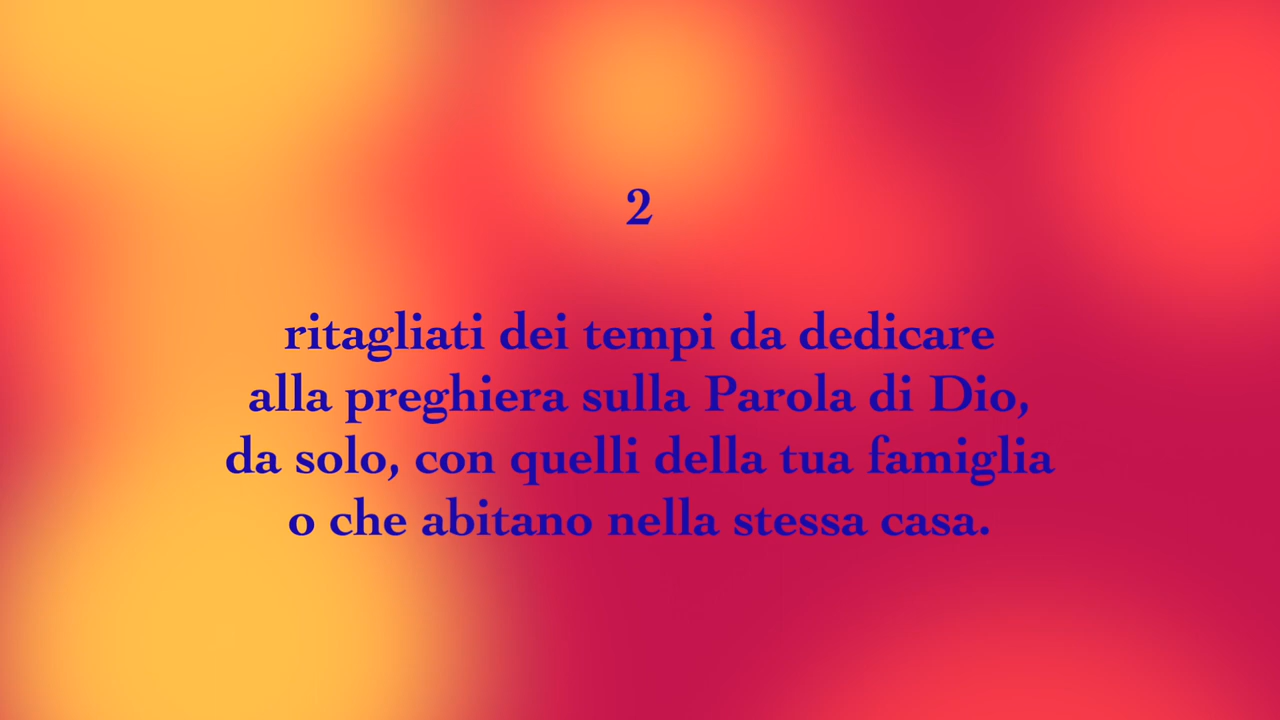 2
ritagliati dei tempi da dedicare
alla preghiera sulla Parola di Dio,
da solo, con quelli della tua famiglia
o che abitano nella stessa casa.